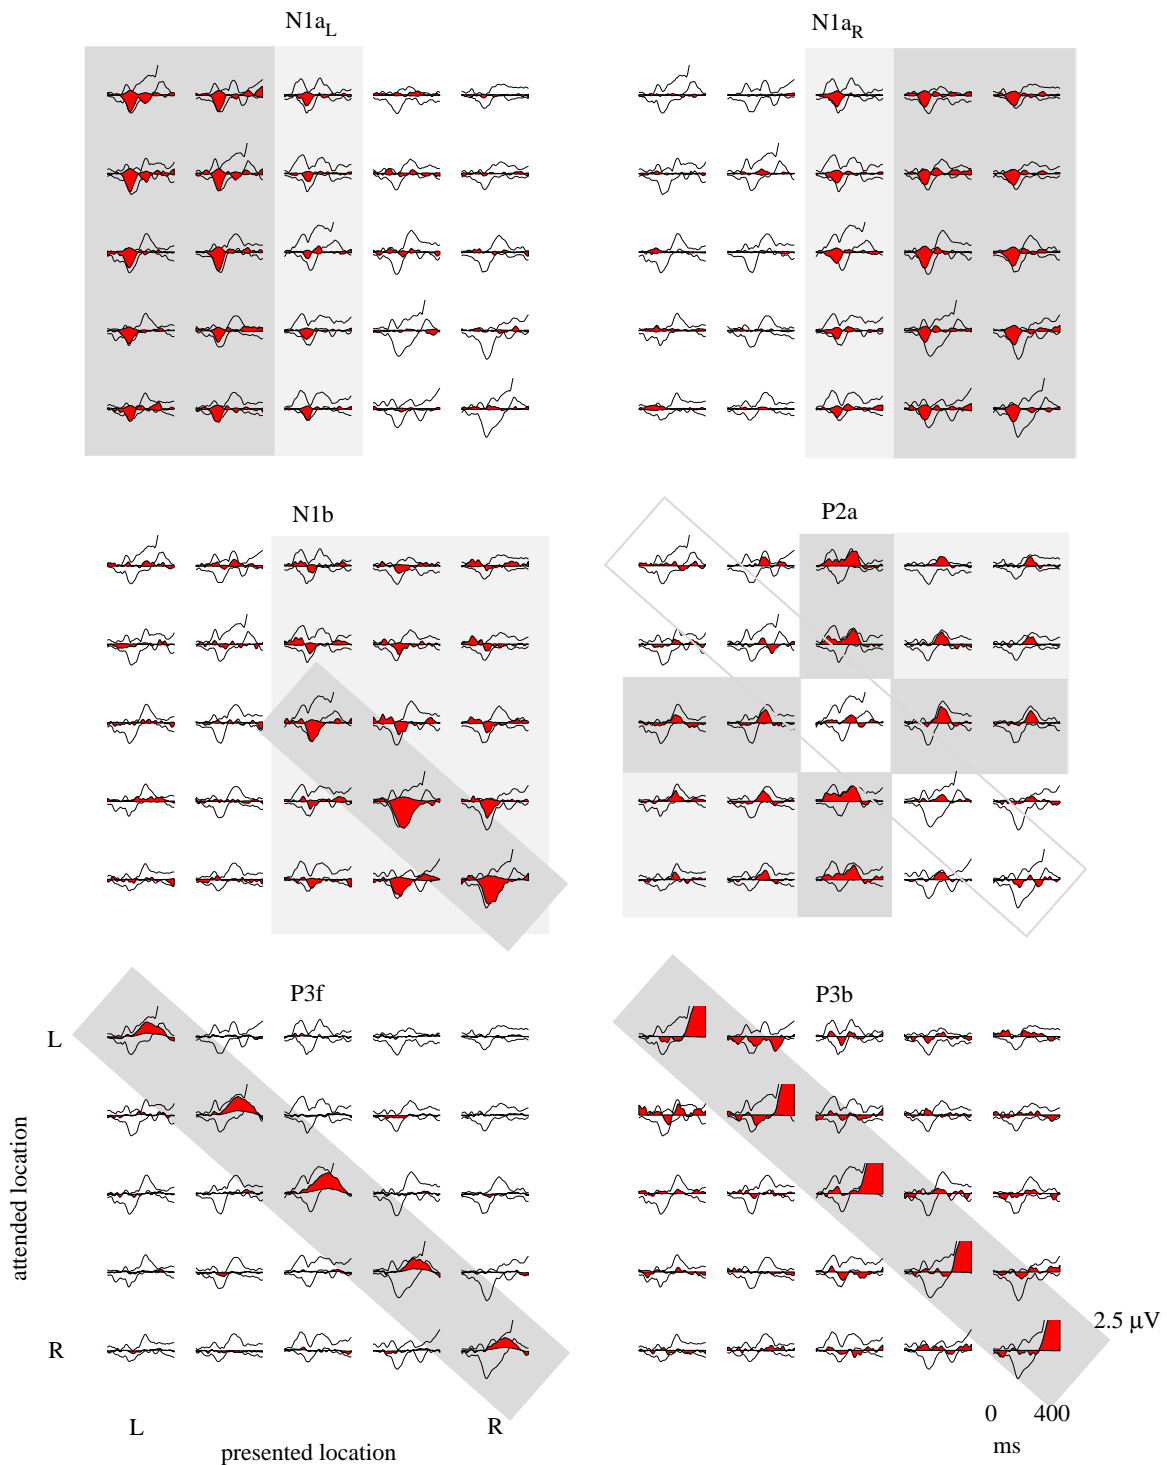 N1aL
N1aR
N1b
P2a
P3f
P3b
L
attended location
R
2.5 µV
L
R
0 400
ms
presented location